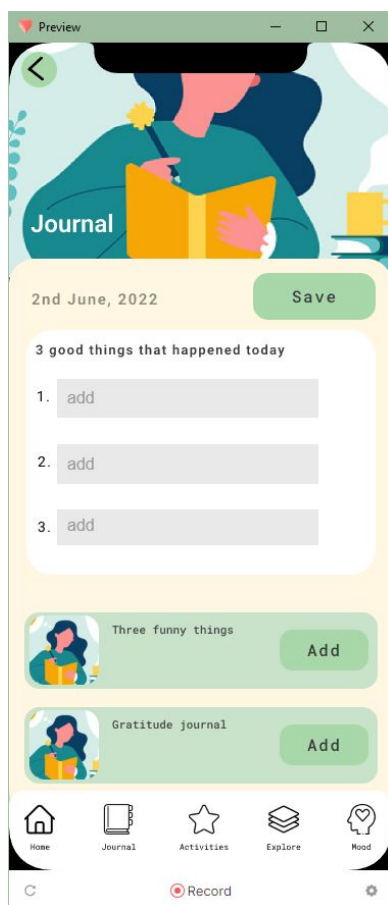 Preview
Journal
2nd June, 2022
Save
3 good things that happened today
1. add
2. add
3. add
Three funny things
Add
Gratitude journal
Add
Home
Journal
Activities
Explore
Mood
Record